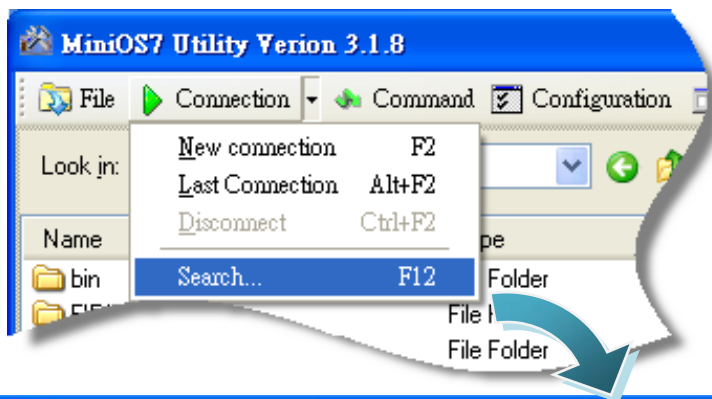 MiniOS7 Utility Verion 3.1.8
File Connection Command Configuration
New connection F2
Look in:
Last Connection Alt+F2
Disconnect Ctrl+F2
Name pe
bin Search... F12 Folder
File
File Folder